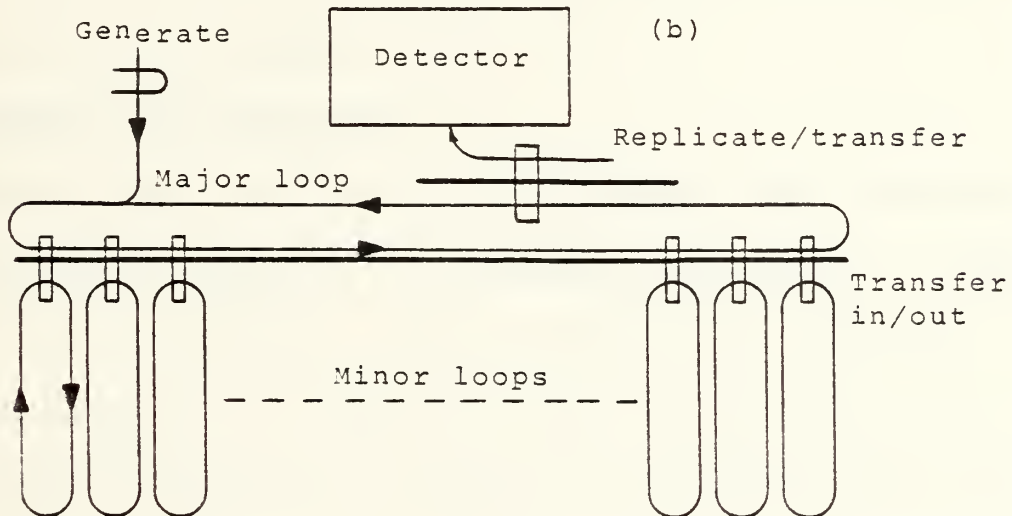 Generate
(b)
Detector
Replicate/transfer
Major loop
Transfer
in/out
Minor loops